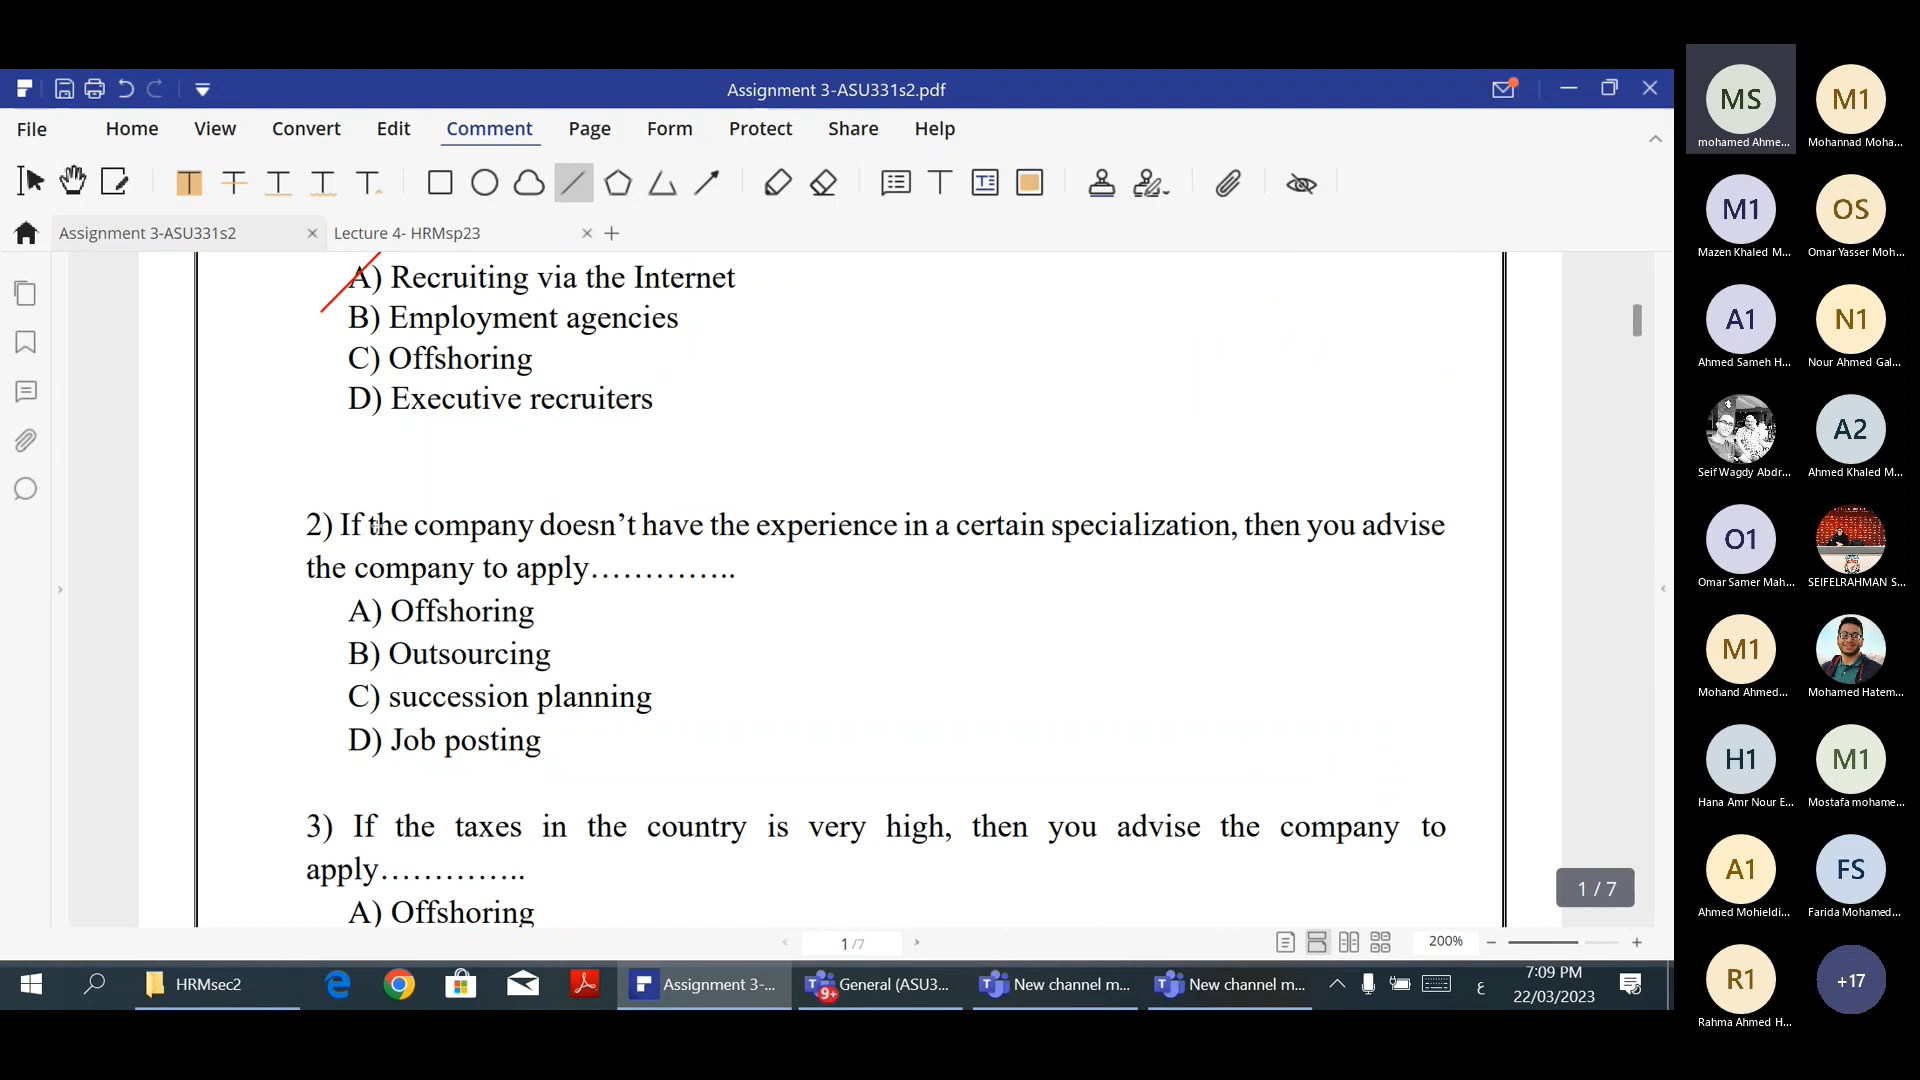 Assignment 3-ASU331s2.pdf
File Home View Convert Edit Comment Page Form Protect Share Help
Assignment 3-ASU331s2
Lecture 4- HRMsp23
A) Recruiting via the Internet
B) Employment agencies
C) Offshoring
D) Executive recruiters
2) If the company doesn’t have the experience in a certain specialization, then you advise
the company to apply…………..
A) Offshoring
B) Outsourcing
C) succession planning
D) Job posting
3) If the taxes in the country is very high, then you advise the company to
apply…………..
A) Offshoring
1 / 7
1 /7
200%
HRMsec2
Assignment 3-...
9+
General (ASU3...
New channel m...
New channel m...
ع
7:09 PM
22/03/2023
MS
mohamed Ahme...
M1
Mohannad Moha...
M1
Mazen Khaled M...
OS
Omar Yasser Moh...
A1
Ahmed Sameh H...
N1
Nour Ahmed Gal...
Seif Wagdy Abdr...
A2
Ahmed Khaled M...
O1
Omar Samer Mah...
SEIFELRAHMAN S...
M1
Mohand Ahmed...
Mohamed Hatem...
H1
Hana Amr Nour E...
M1
Mostafa mohame...
A1
Ahmed Mohieldi...
FS
Farida Mohamed...
R1
Rahma Ahmed H...
+17